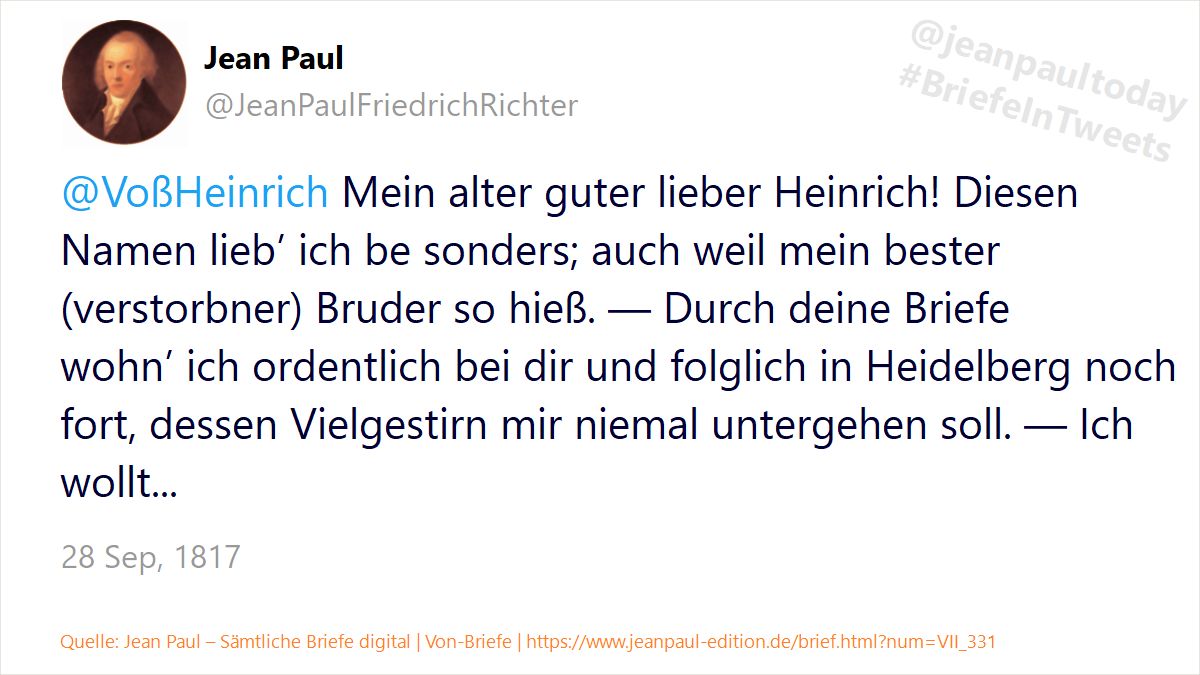 Jean Paul
@JeanPaulFriedrichRichter
@jeanpaultoday
#BriefeInTweets
@VoßHeinrich Mein alter guter lieber Heinrich! Diesen
Namen lieb’ ich be sonders; auch weil mein bester
(verstorbner) Bruder so hieß. — Durch deine Briefe
wohn’ ich ordentlich bei dir und folglich in Heidelberg noch
fort, dessen Vielgestirn mir niemal untergehen soll. — Ich
wollt...
28 Sep, 1817
Quelle: Jean Paul – Sämtliche Briefe digital | Von-Briefe | https://www.jeanpaul-edition.de/brief.html?num=VII_331